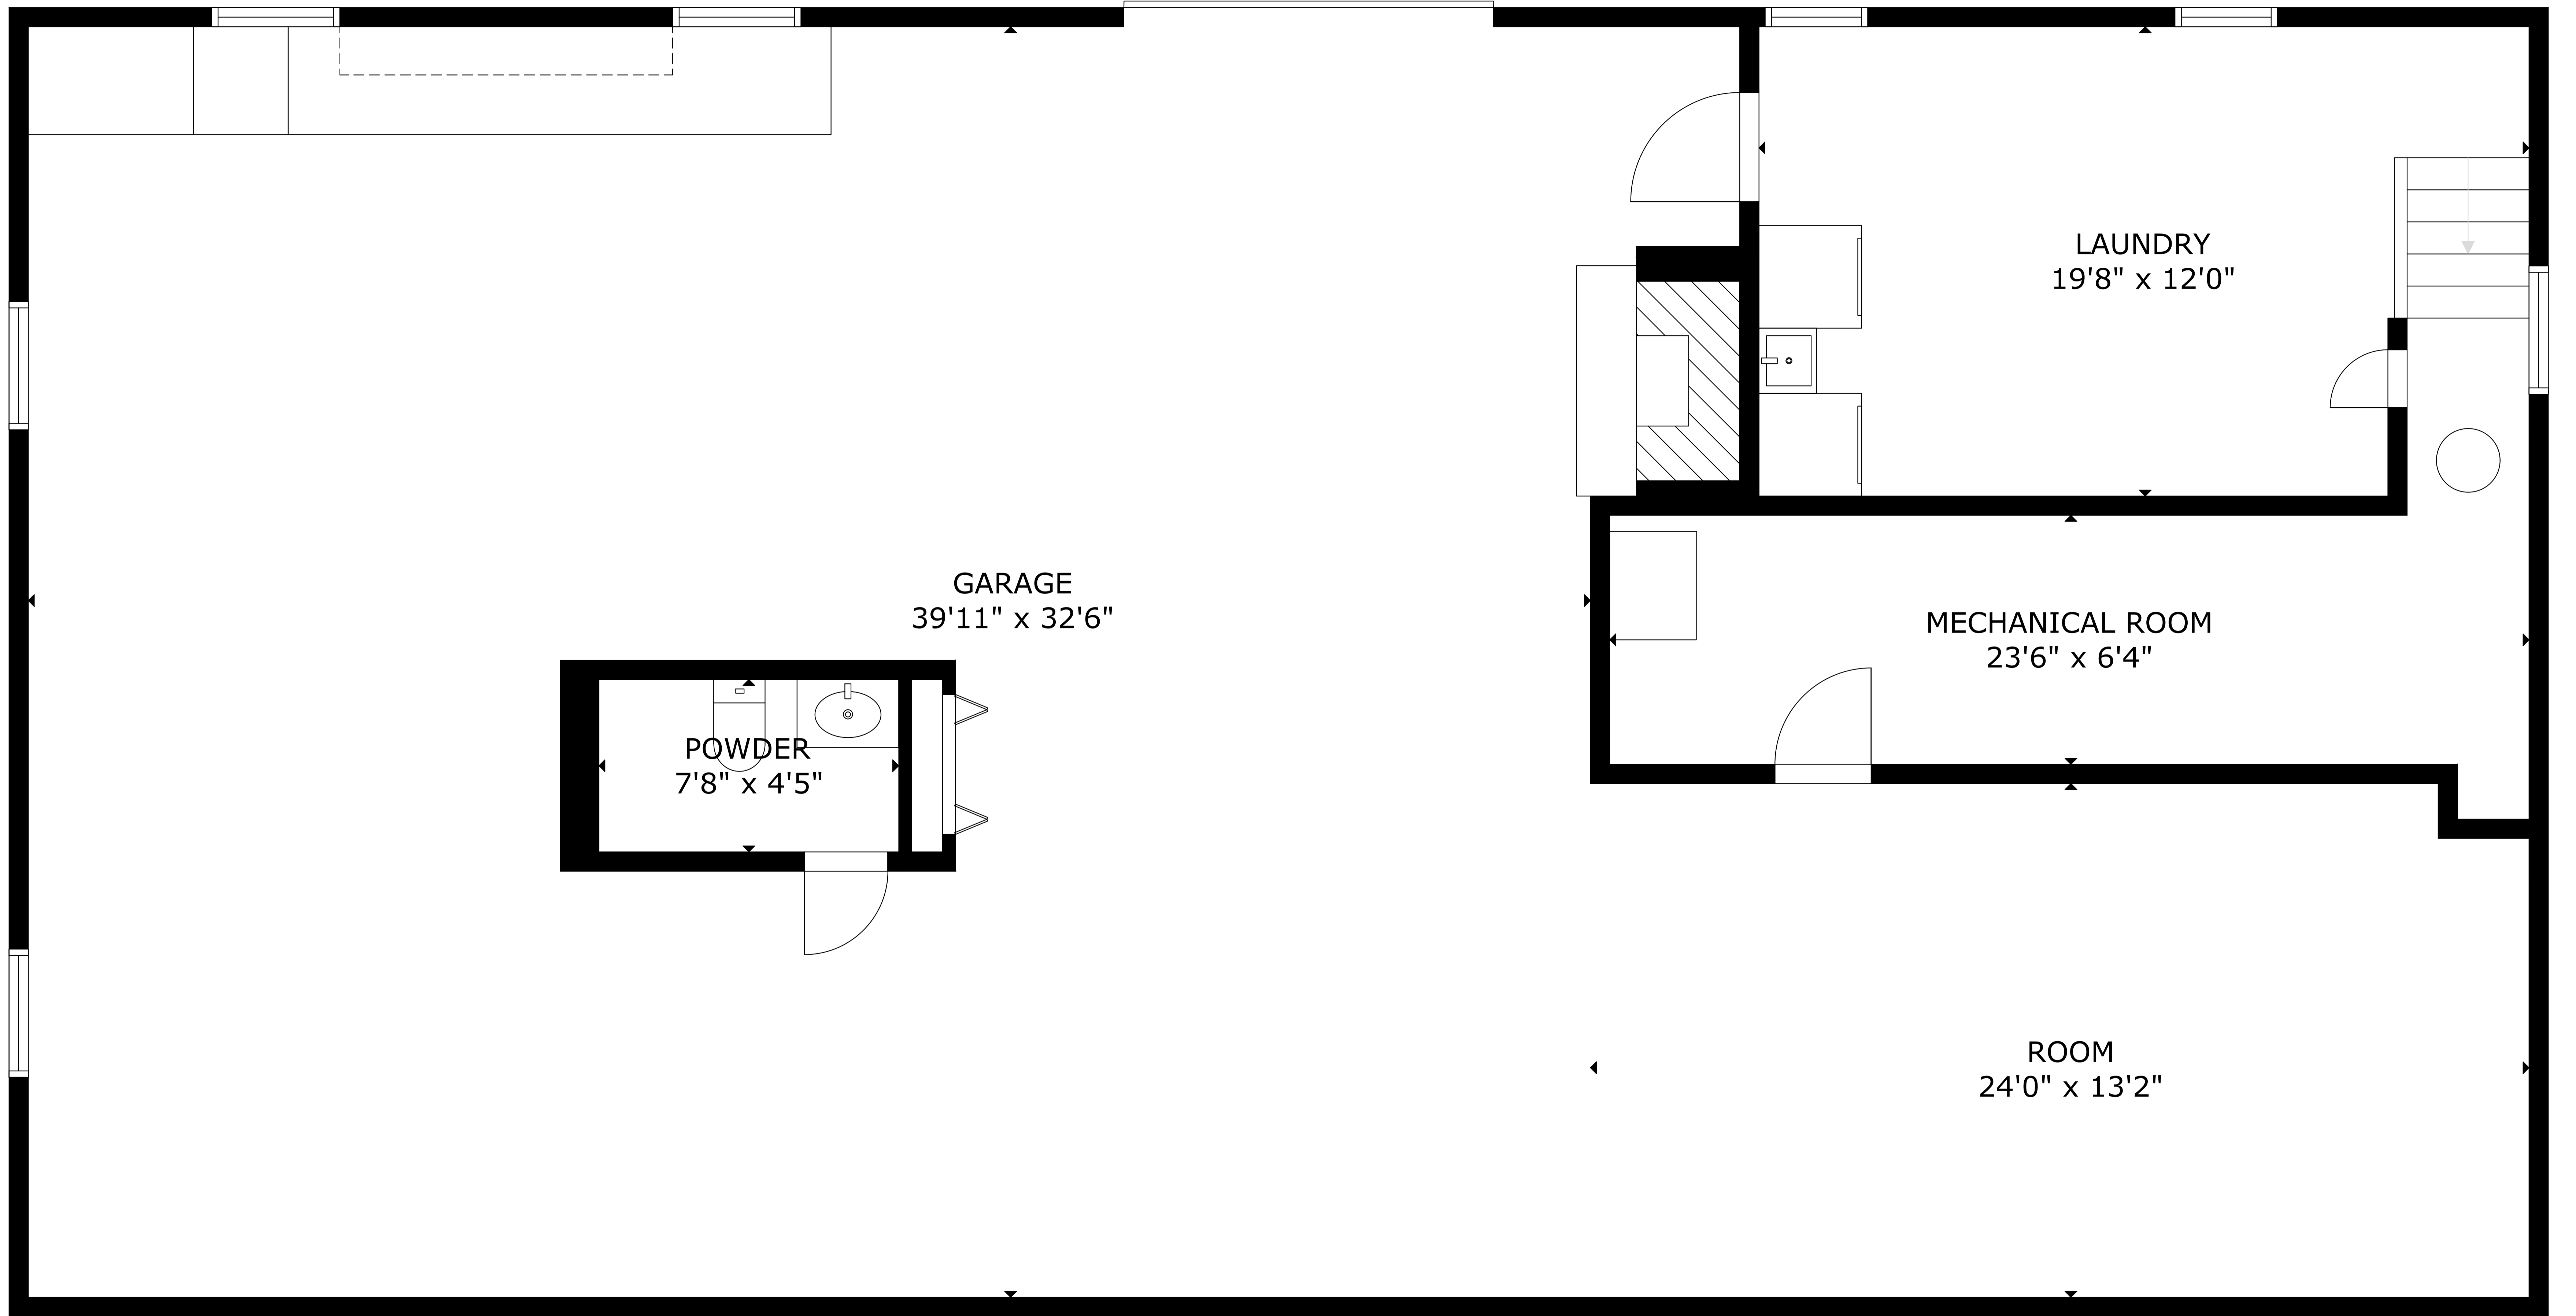 LAUNDRY
19'8" x 12'0"
GARAGE
39'11" x 32'6"
MECHANICAL ROOM
23'6" x 6'4"
POWDER
7'8" x 4'5"
ROOM
24'0" x 13'2"